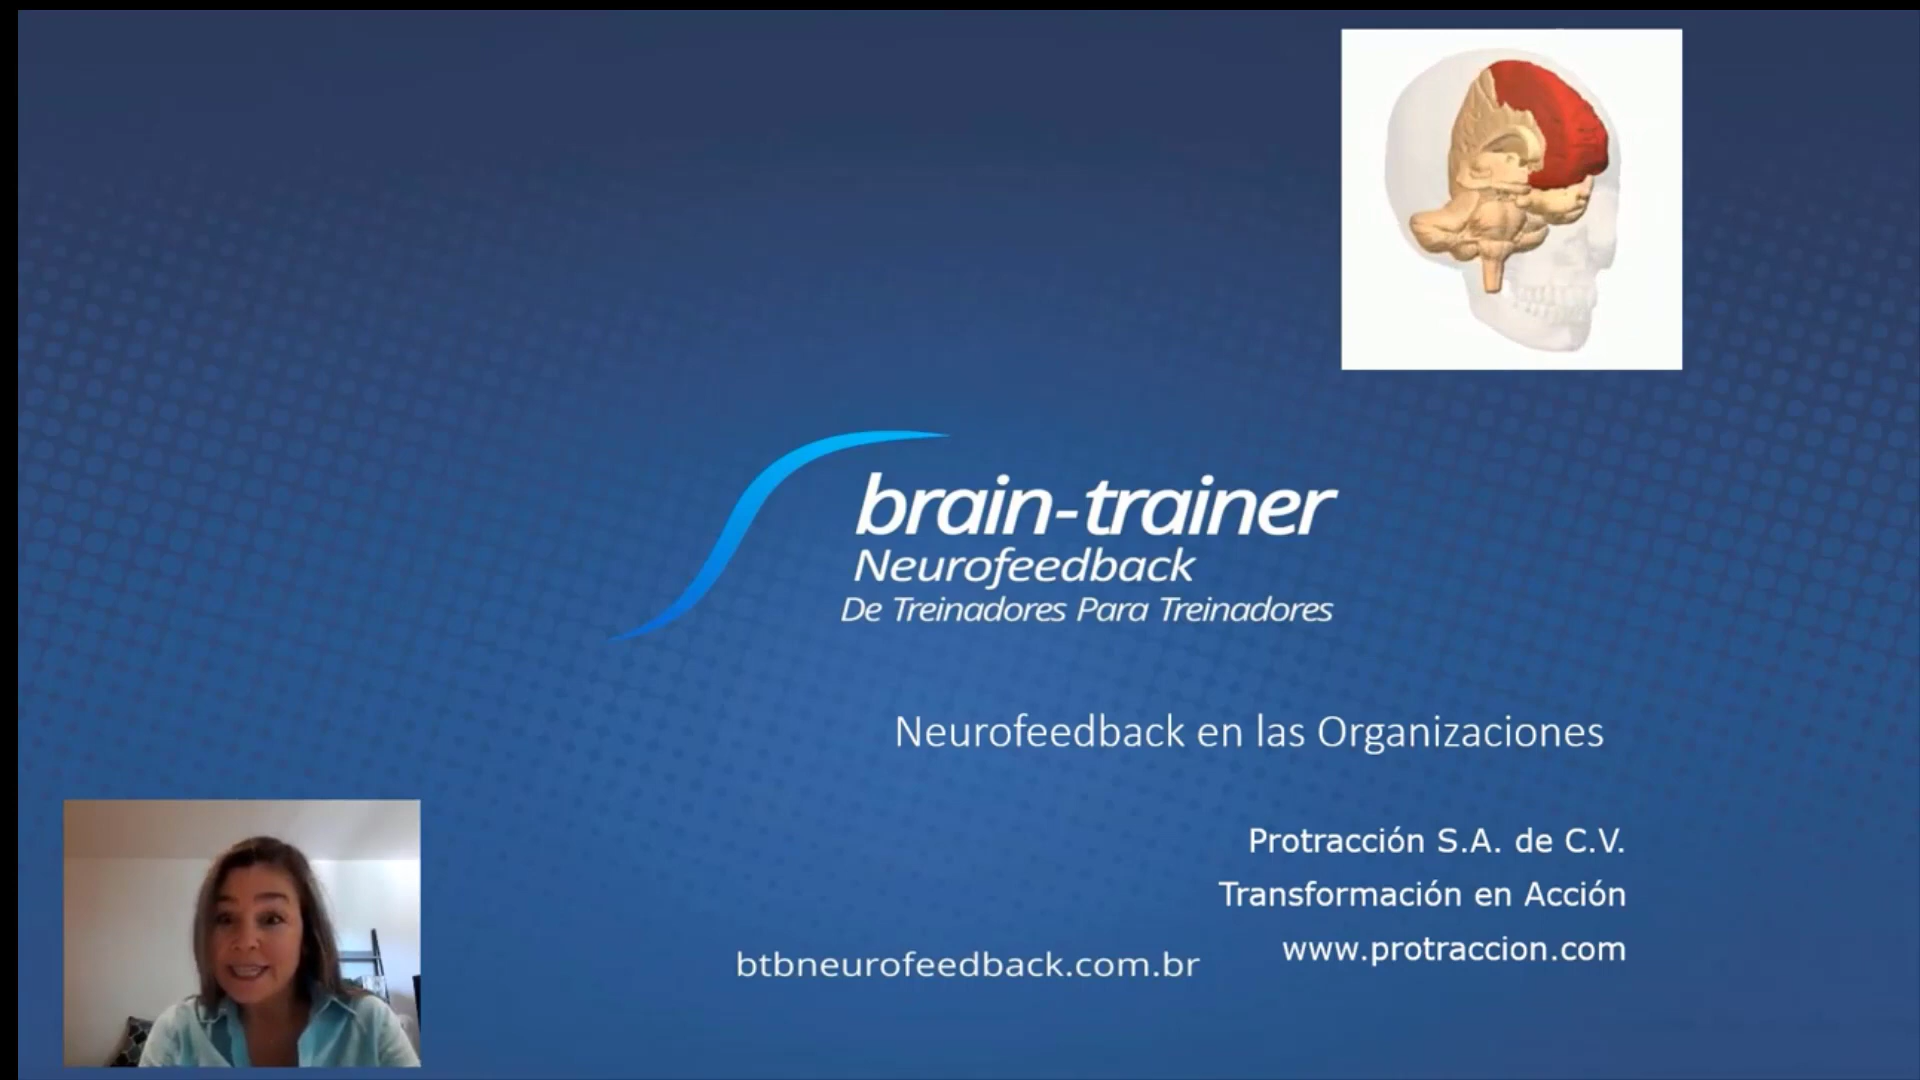 brain-trainer
Neurofeedback
De Treinadores Para Treinadores
Neurofeedback en las Organizaciones
Protracción S.A. de C.V.
Transformación en Acción
www.protraccion.com
btbneurofeedback.com.br